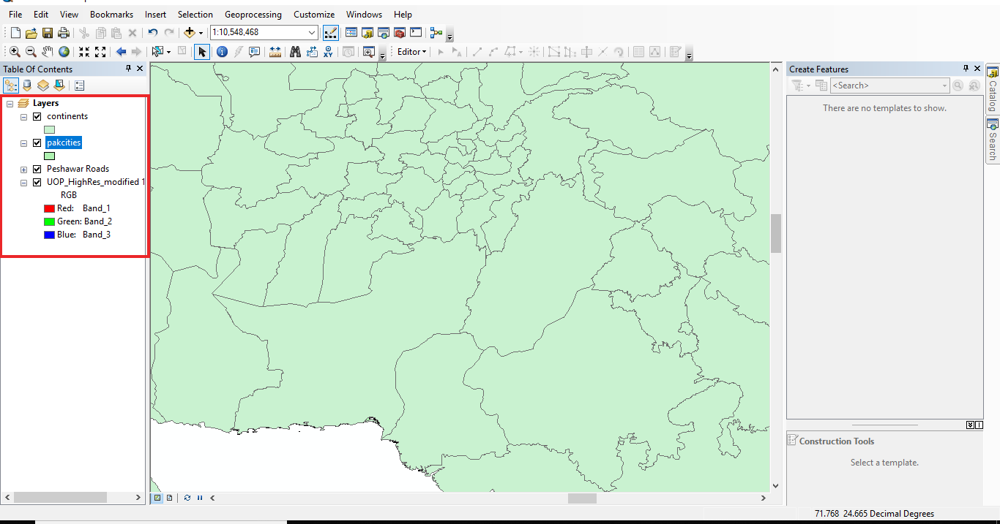 File Edit View Bookmarks Insert Selection Geoprocessing Customize Windows Help
1:10,548,468
Editor
Table Of Contents
Layers
continents
pakcities
Peshawar Roads
UOP_HighRes_modified 1
RGB
Red: Band_1
Green: Band_2
Blue: Band_3
Create Features
<Search>
There are no templates to show.
Construction Tools
Select a template.
Catalog
Search
71.768 24.665 Decimal Degrees